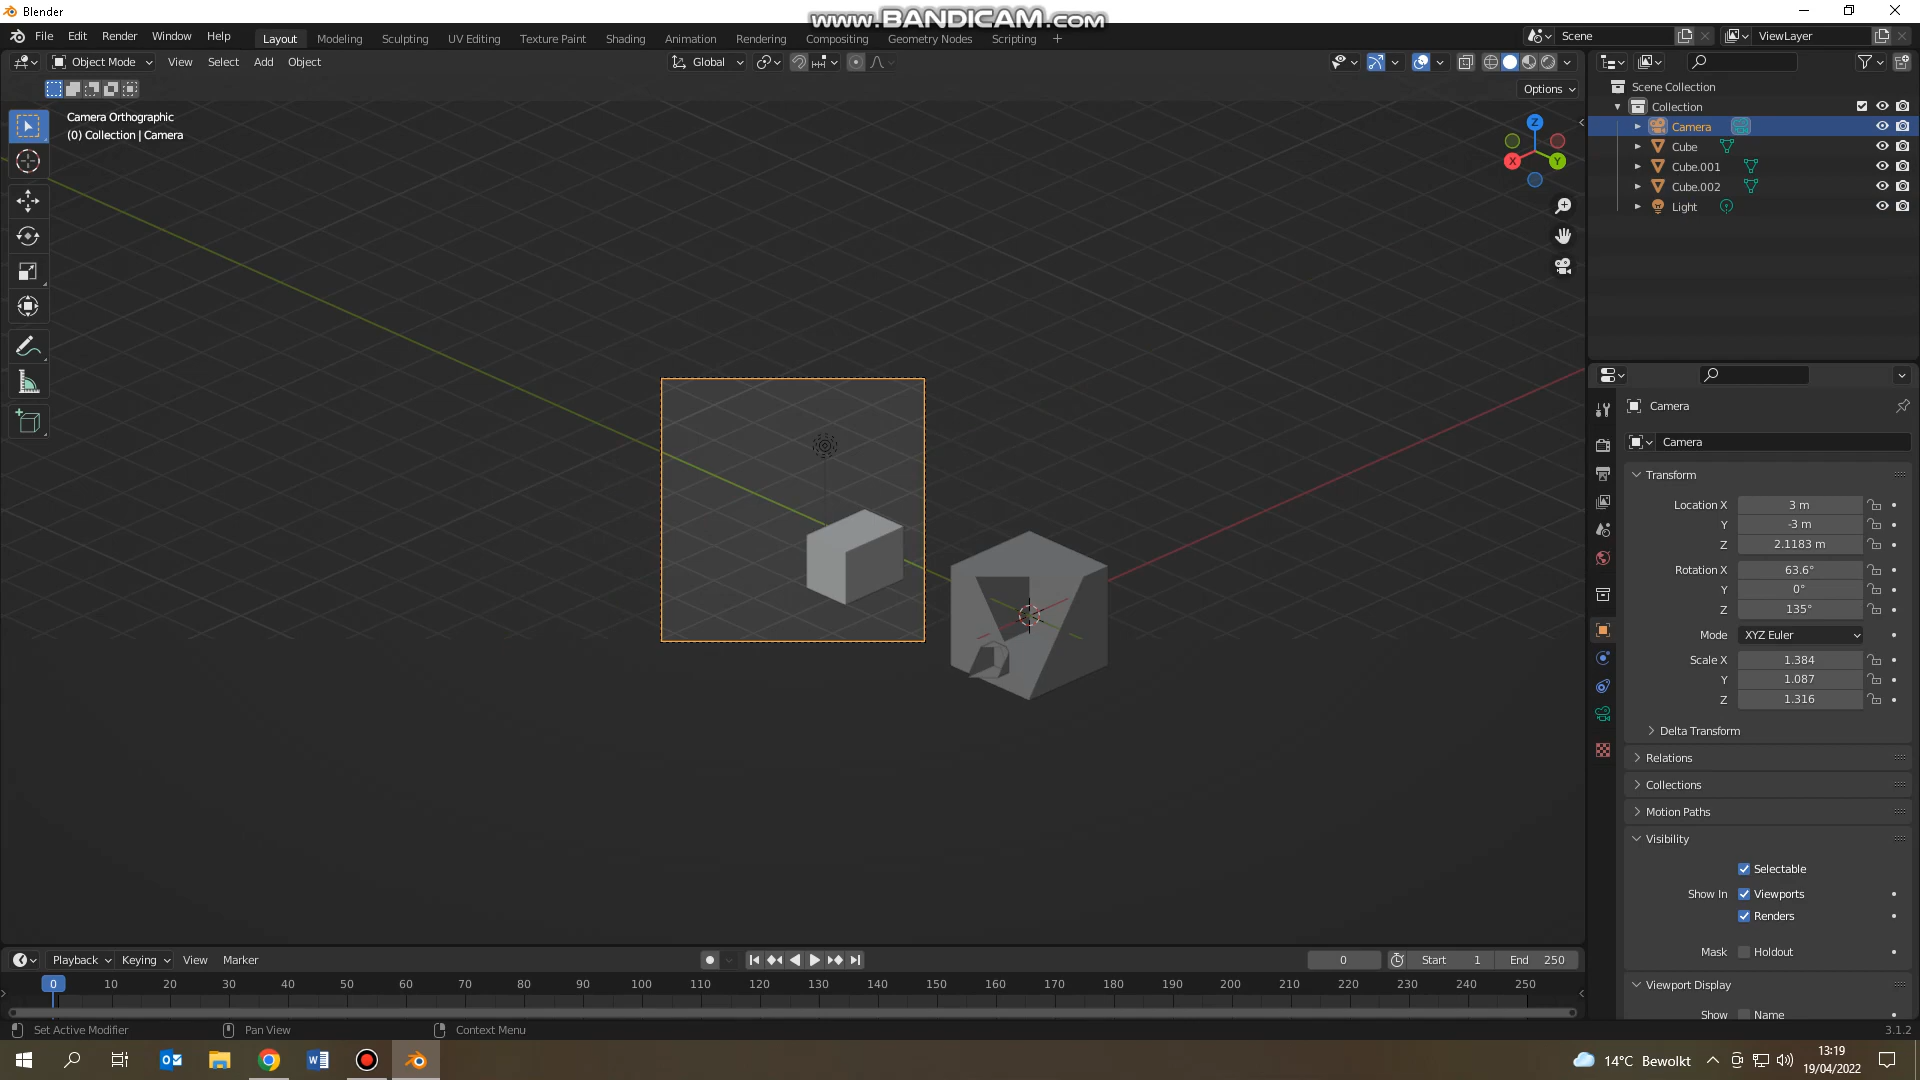 Blender
www.BANDICAM.com
File Edit Render Window Help
Layout Modeling Sculpting UV Editing Texture Paint Shading Animation Rendering Compositing Geometry Nodes Scripting +
Scene
ViewLayer
Object Mode View Select Add Object
Global
Options
Camera Orthographic
(0) Collection | Camera
Z
X
Y
Scene Collection
Collection
Camera
Cube
Cube.001
Cube.002
Light
Camera
Camera
Transform
Location X 3 m
Y -3 m
Z 2.1183 m
Rotation X 63.6°
Y 0°
Z 135°
Mode XYZ Euler
Scale X 1.384
Y 1.087
Z 1.316
Delta Transform
Relations
Collections
Motion Paths
Visibility
Selectable
Show In Viewports
Renders
Mask Holdout
Viewport Display
Show Name
Playback Keying View Marker
0 Start 1 End 250
0 10 20 30 40 50 60 70 80 90 100 110 120 130 140 150 160 170 180 190 200 210 220 230 240 250
Set Active Modifier Pan View Context Menu 3.1.2
14°C Bewolkt
13:19
19/04/2022